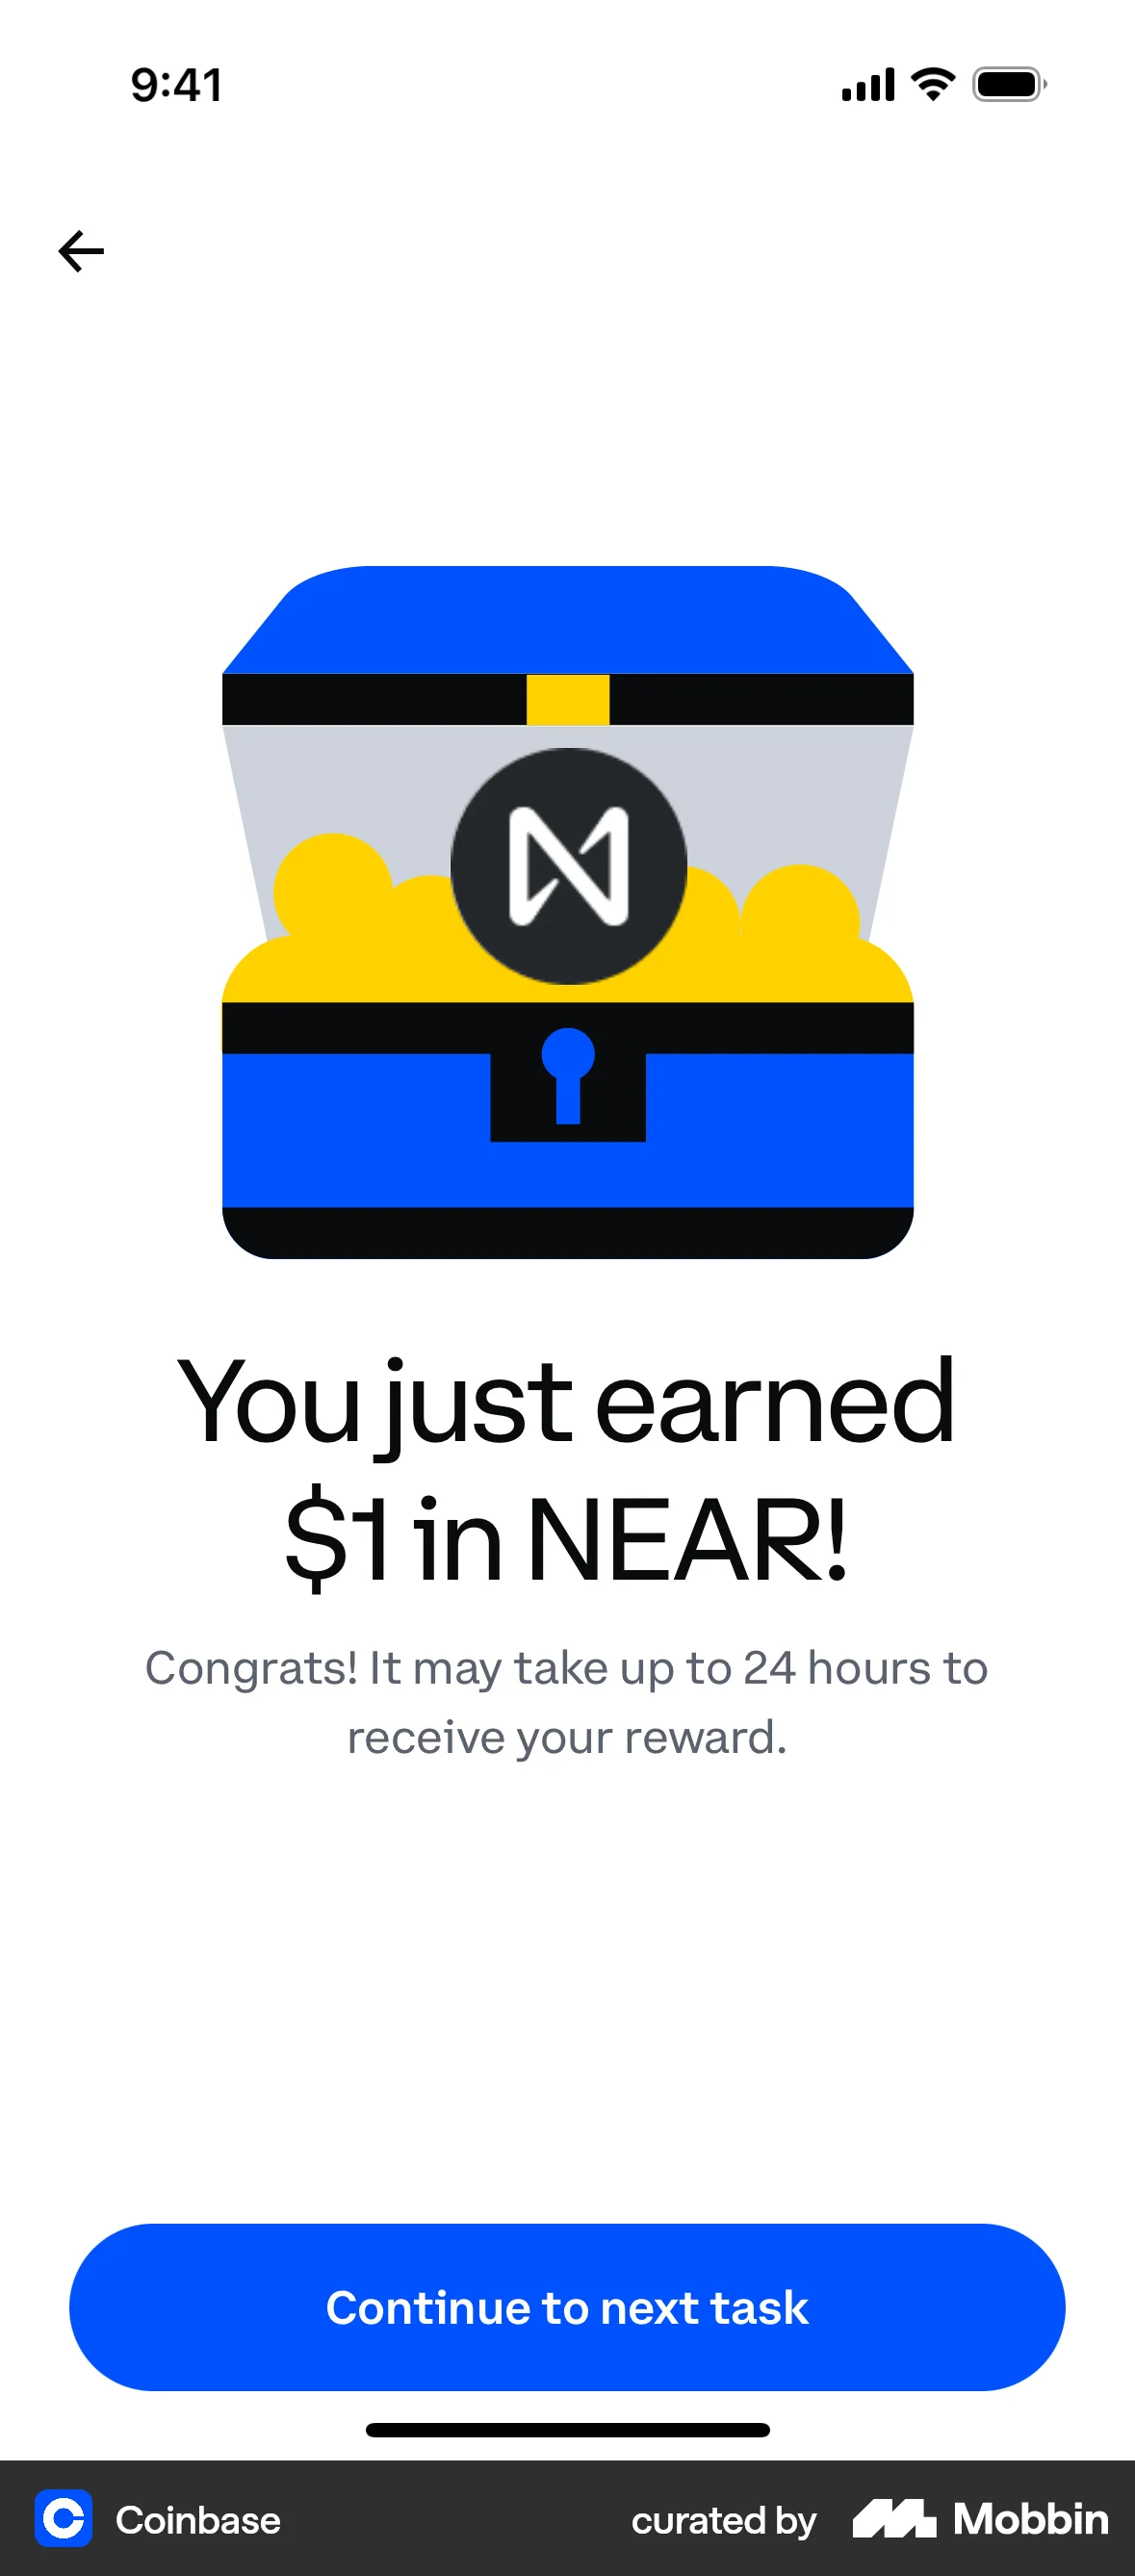 9:41
You just earned
$1 in NEAR!
Congrats! It may take up to 24 hours to
receive your reward.
Continue to next task
Coinbase
curated by Mobbin